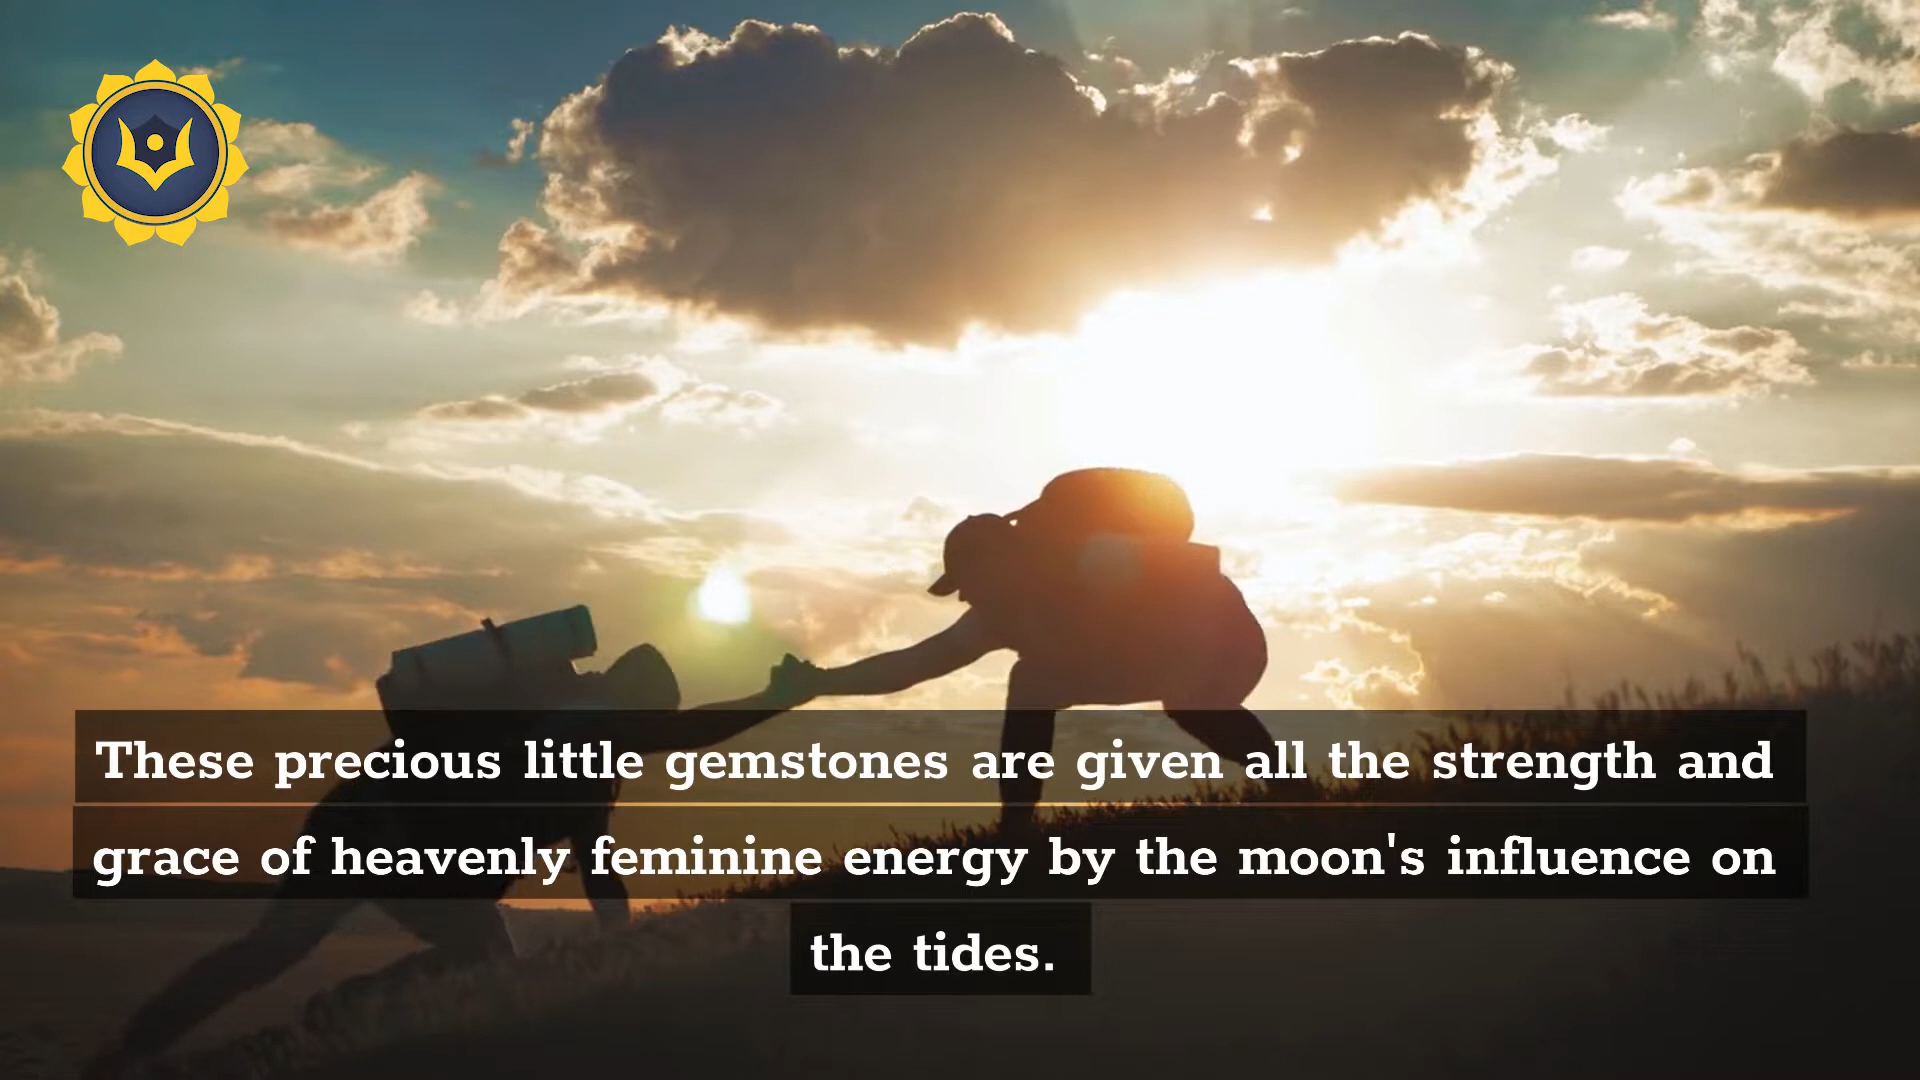 These precious little gemstones are given all the strength and
grace of heavenly feminine energy by the moon's influence on
the tides.